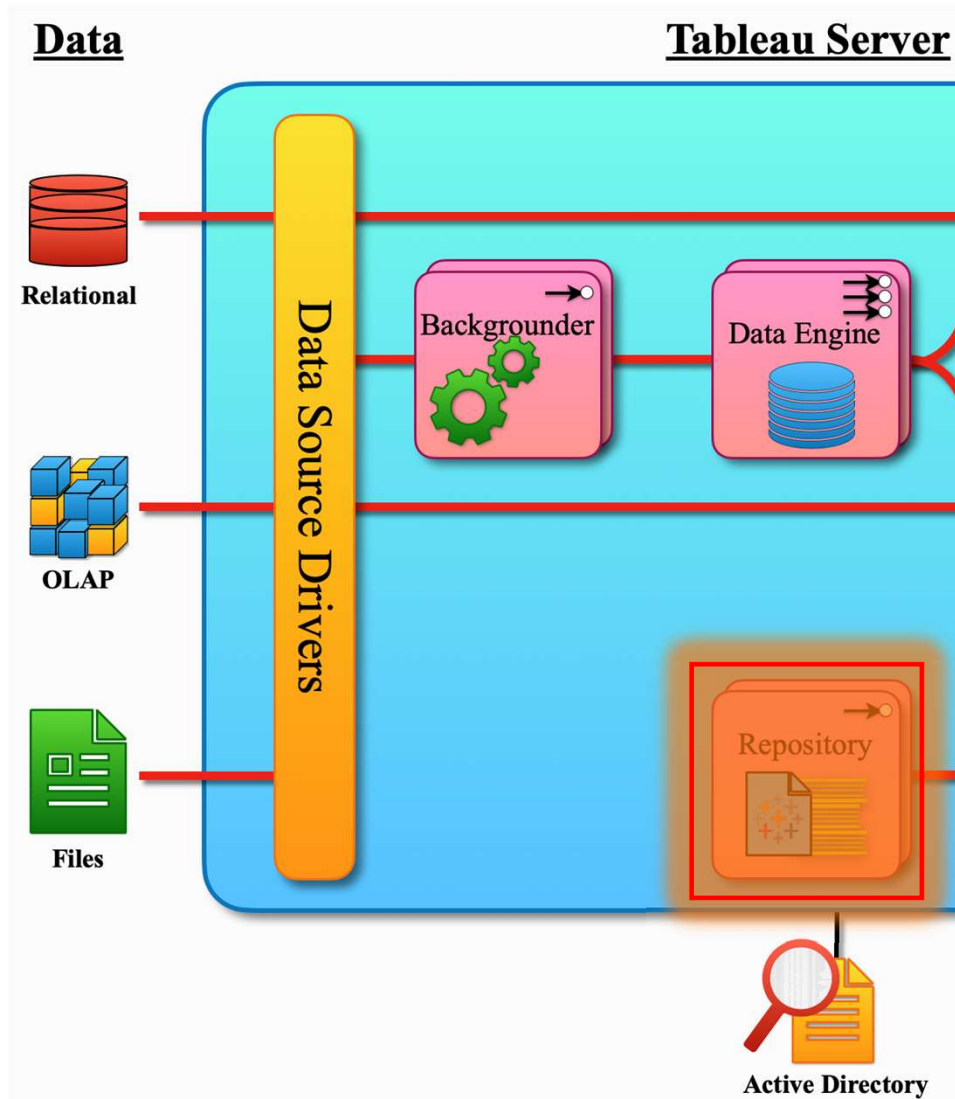 Data
Tableau Server
Relational
Backgrounder
Data Engine
Data Source Drivers
OLAP
Repository
Files
Active Directory